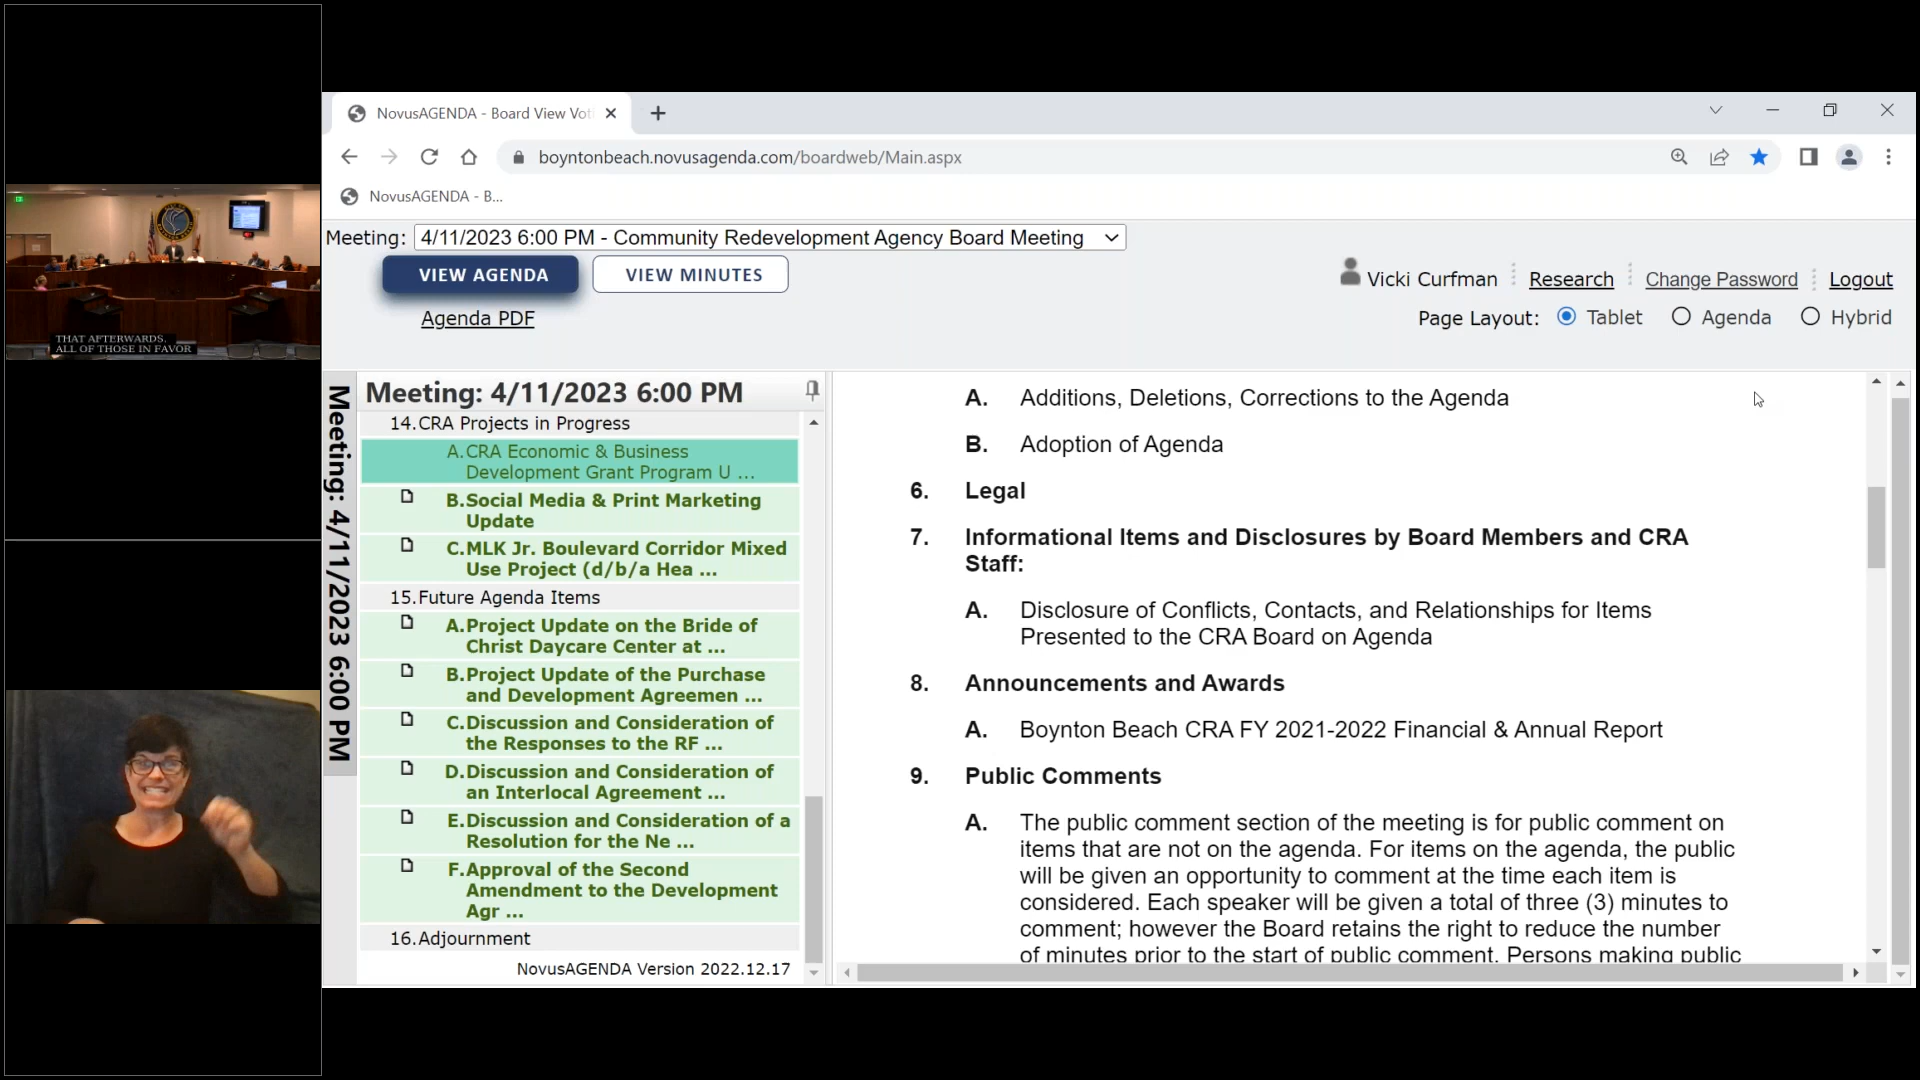 THAT AFTERWARDS.
ALL OF THOSE IN FAVOR
NovusAGENDA - Board View Voti
boyntonbeach.novusagenda.com/boardweb/Main.aspx
NovusAGENDA - B...
Meeting: 4/11/2023 6:00 PM - Community Redevelopment Agency Board Meeting
VIEW AGENDA VIEW MINUTES
Agenda PDF
Vicki Curfman Research Change Password Logout
Page Layout: Tablet Agenda Hybrid
Meeting: 4/11/2023 6:00 PM
Meeting: 4/11/2023 6:00 PM
14.CRA Projects in Progress
A.CRA Economic & Business
Development Grant Program U ...
B.Social Media & Print Marketing
Update
C.MLK Jr. Boulevard Corridor Mixed
Use Project (d/b/a Hea ...
15.Future Agenda Items
A.Project Update on the Bride of
Christ Daycare Center at ...
B.Project Update of the Purchase
and Development Agreemen ...
C.Discussion and Consideration of
the Responses to the RF ...
D.Discussion and Consideration of
an Interlocal Agreement ...
E.Discussion and Consideration of a
Resolution for the Ne ...
F.Approval of the Second
Amendment to the Development
Agr ...
16.Adjournment
NovusAGENDA Version 2022.12.17
A. Additions, Deletions, Corrections to the Agenda
B. Adoption of Agenda
6. Legal
7. Informational Items and Disclosures by Board Members and CRA
Staff:
A. Disclosure of Conflicts, Contacts, and Relationships for Items
Presented to the CRA Board on Agenda
8. Announcements and Awards
A. Boynton Beach CRA FY 2021-2022 Financial & Annual Report
9. Public Comments
A. The public comment section of the meeting is for public comment on
items that are not on the agenda. For items on the agenda, the public
will be given an opportunity to comment at the time each item is
considered. Each speaker will be given a total of three (3) minutes to
comment; however the Board retains the right to reduce the number
of minutes prior to the start of public comment. Persons making public